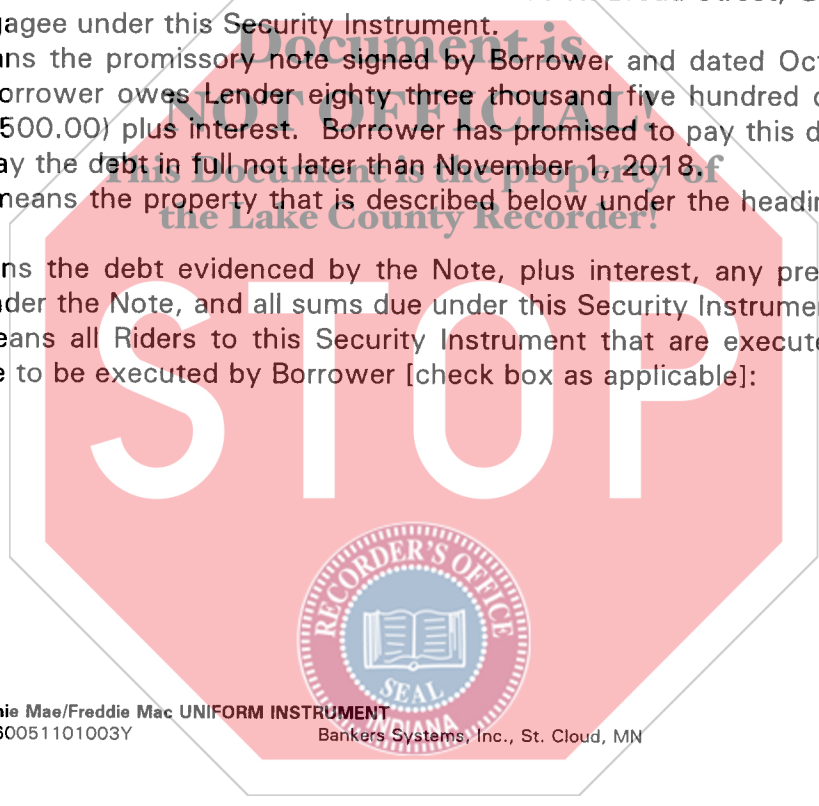 gagee under this Security Instrument.
Document is
ans the promissory note signed by Borrower and dated Oct
orrower owes Lender eighty three thousand five hundred
NOT OFFICIAL!
500.00) plus interest. Borrower has promised to pay this d
ay the debt in full not later than November 1, 2018.
This Document is the property of
means the property that is described below under the headin
the Lake County Recorder!
ns the debt evidenced by the Note, plus interest, any pre
der the Note, and all sums due under this Security Instrume
eans all Riders to this Security Instrument that are execute
e to be executed by Borrower [check box as applicable]:
STOP
RECORDER'S OFFICE
SEAL
INDIANA
nie Mae/Freddie Mac UNIFORM INSTRUMENT
60051101003Y Bankers Systems, Inc., St. Cloud, MN